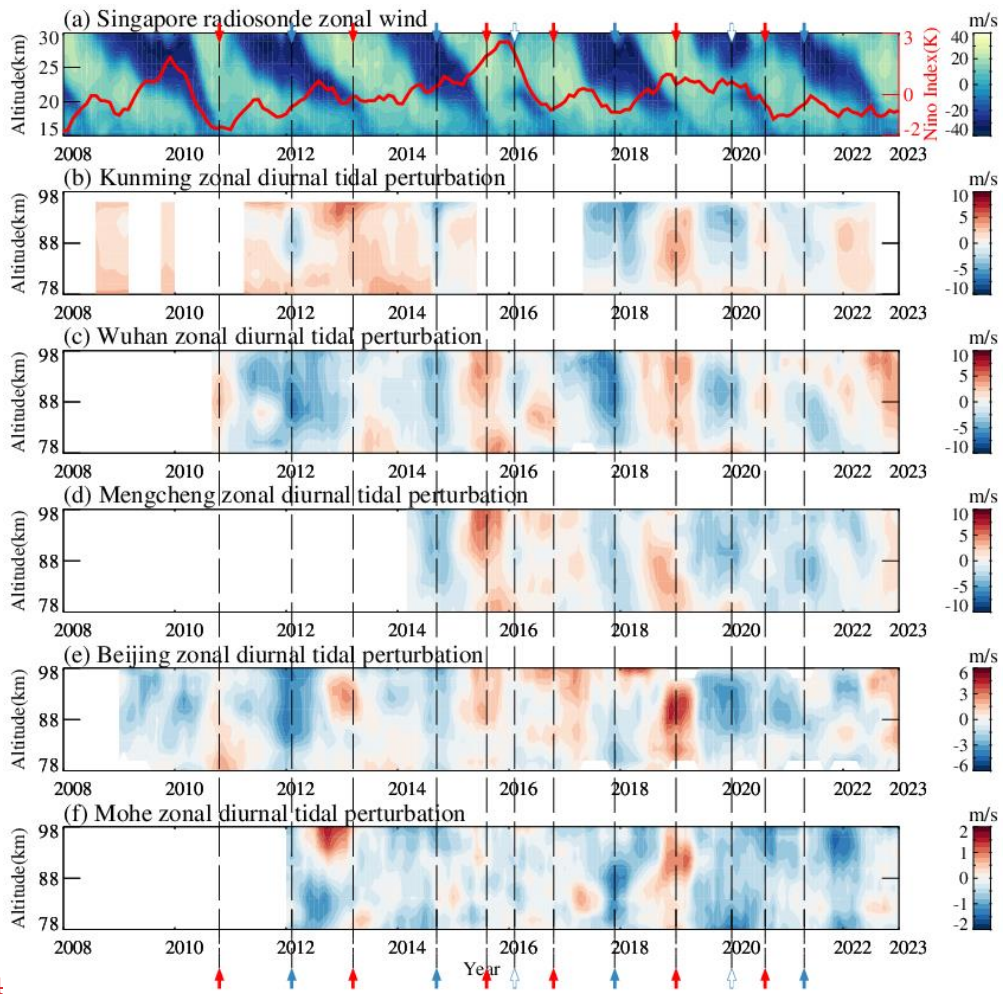 (a) Singapore radiosonde zonal wind
m/s
Altitude(km)
30
25
20
15
3
0
-2
Nino Index(K)
40
20
0
-20
-40
2008 2010 2012 2014 2016 2018 2020 2022 2023
(b) Kunming zonal diurnal tidal perturbation
m/s
Altitude(km)
98
88
78
10
5
0
-5
-10
2008 2010 2012 2014 2016 2018 2020 2022 2023
(c) Wuhan zonal diurnal tidal perturbation
m/s
Altitude(km)
98
88
78
10
5
0
-5
-10
2008 2010 2012 2014 2016 2018 2020 2022 2023
(d) Mengcheng zonal diurnal tidal perturbation
m/s
Altitude(km)
98
88
78
10
5
0
-5
-10
2008 2010 2012 2014 2016 2018 2020 2022 2023
(e) Beijing zonal diurnal tidal perturbation
m/s
Altitude(km)
98
88
78
6
3
0
-3
-6
2008 2010 2012 2014 2016 2018 2020 2022 2023
(f) Mohe zonal diurnal tidal perturbation
m/s
Altitude(km)
98
88
78
2
1
0
-1
-2
2008 2010 2012 2014 2016 2018 2020 2022 2023
Year